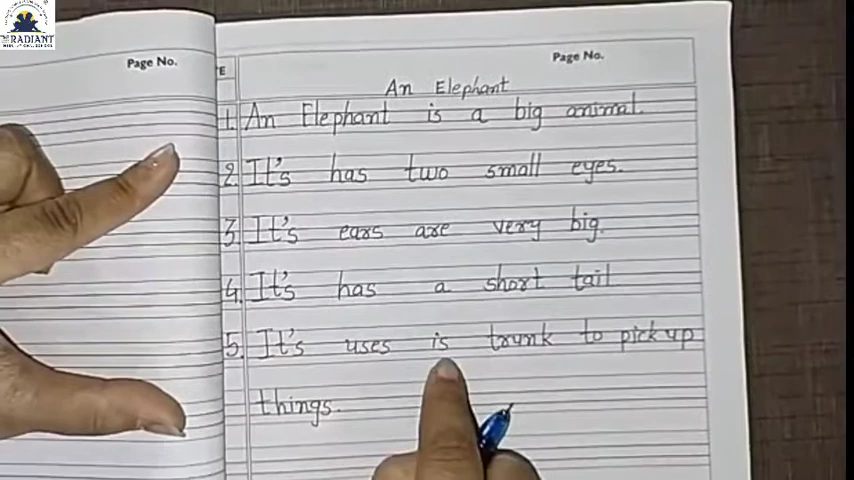 THE RADIANT
Page No.
Page No.
An Elephant
1. An Elephant is a big animal.
2. It's has two small eyes.
3. It's ears are very big.
4. It's has a short tail
5. It's uses is trunk to pick up
things.